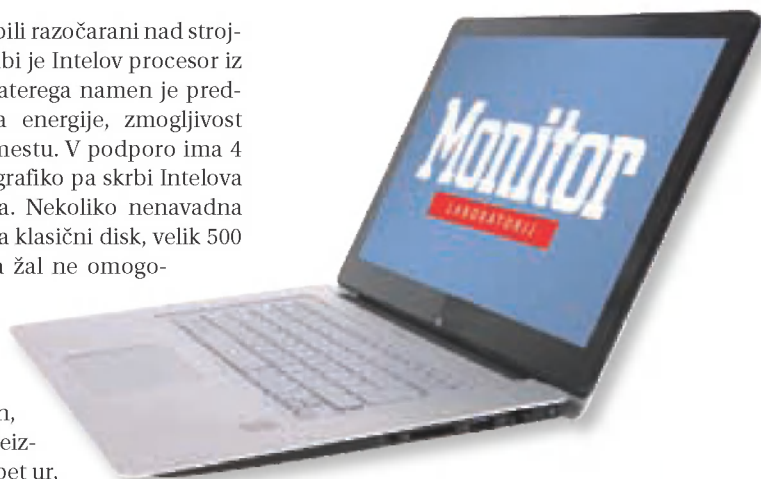 bili razočarani nad stroj-
bi je Intelov procesor iz
aterega namen je pred-
a energije, zmogljivost
mestu. V podporo ima 4
grafiko pa skrbi Intelova
a. Nekoliko nenavadna
a klasični disk, velik 500
žal ne omogo-
Monitor
LABORATORIJ
eiz-
pet ur,